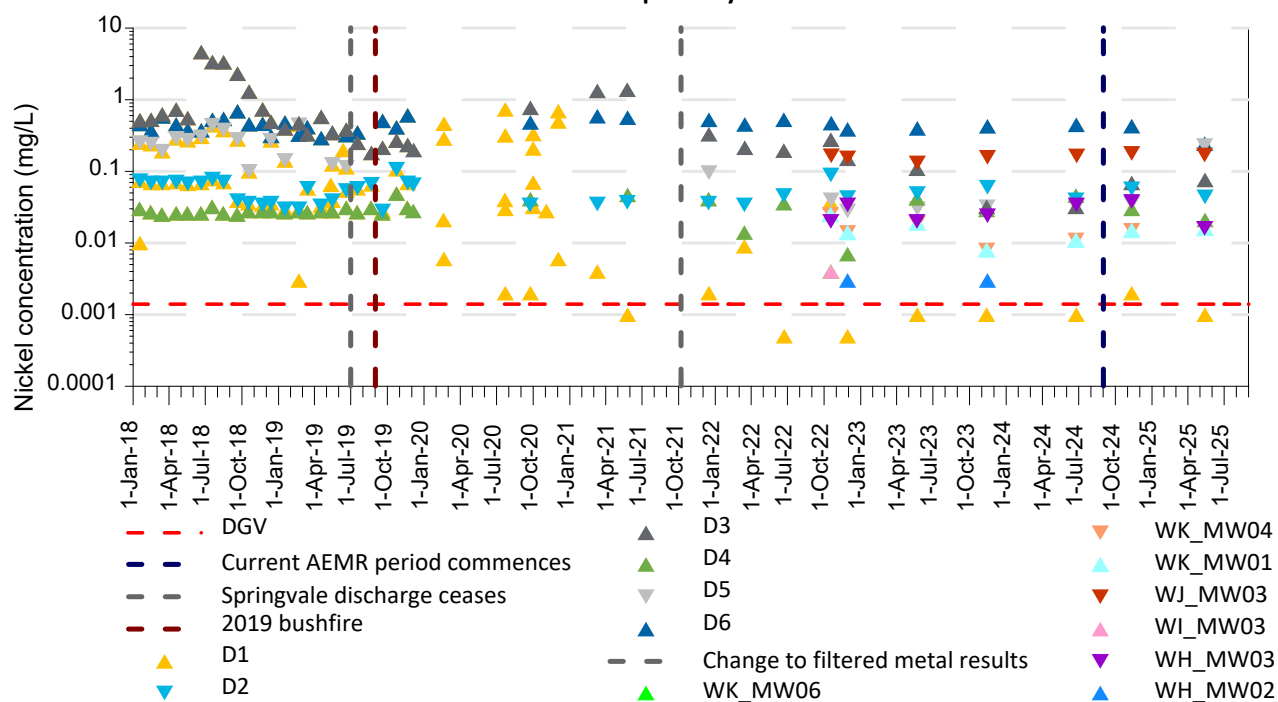 10
1
0.1
0.01
0.001
0.0001
Nickel concentration (mg/L)
1-Jan-18
1-Apr-18
1-Jul-18
1-Oct-18
1-Jan-19
1-Apr-19
1-Jul-19
1-Oct-19
1-Jan-20
1-Apr-20
1-Jul-20
1-Oct-20
1-Jan-21
1-Apr-21
1-Jul-21
1-Oct-21
1-Jan-22
1-Apr-22
1-Jul-22
1-Oct-22
1-Jan-23
1-Apr-23
1-Jul-23
1-Oct-23
1-Jan-24
1-Apr-24
1-Jul-24
1-Oct-24
1-Jan-25
1-Apr-25
1-Jul-25
DGV
Current AEMR period commences
Springvale discharge ceases
2019 bushfire
D1
D2
D3
D4
D5
D6
Change to filtered metal results
WK_MW06
WK_MW04
WK_MW01
WJ_MW03
WI_MW03
WH_MW03
WH_MW02